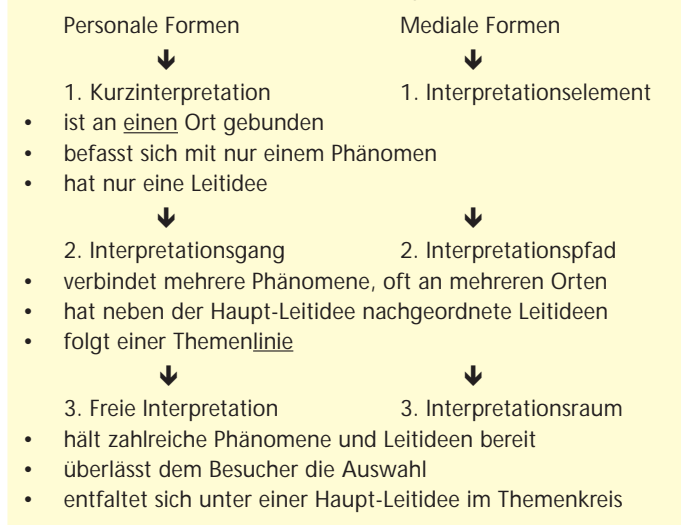 Personale Formen Mediale Formen
🡫 🡫
1. Kurzinterpretation 1. Interpretationselement
• ist an einen Ort gebunden
• befasst sich mit nur einem Phänomen
• hat nur eine Leitidee
🡫 🡫
2. Interpretationsgang 2. Interpretationspfad
• verbindet mehrere Phänomene, oft an mehreren Orten
• hat neben der Haupt-Leitidee nachgeordnete Leitideen
• folgt einer Themenlinie
🡫 🡫
3. Freie Interpretation 3. Interpretationsraum
• hält zahlreiche Phänomene und Leitideen bereit
• überlässt dem Besucher die Auswahl
• entfaltet sich unter einer Haupt-Leitidee im Themenkreis